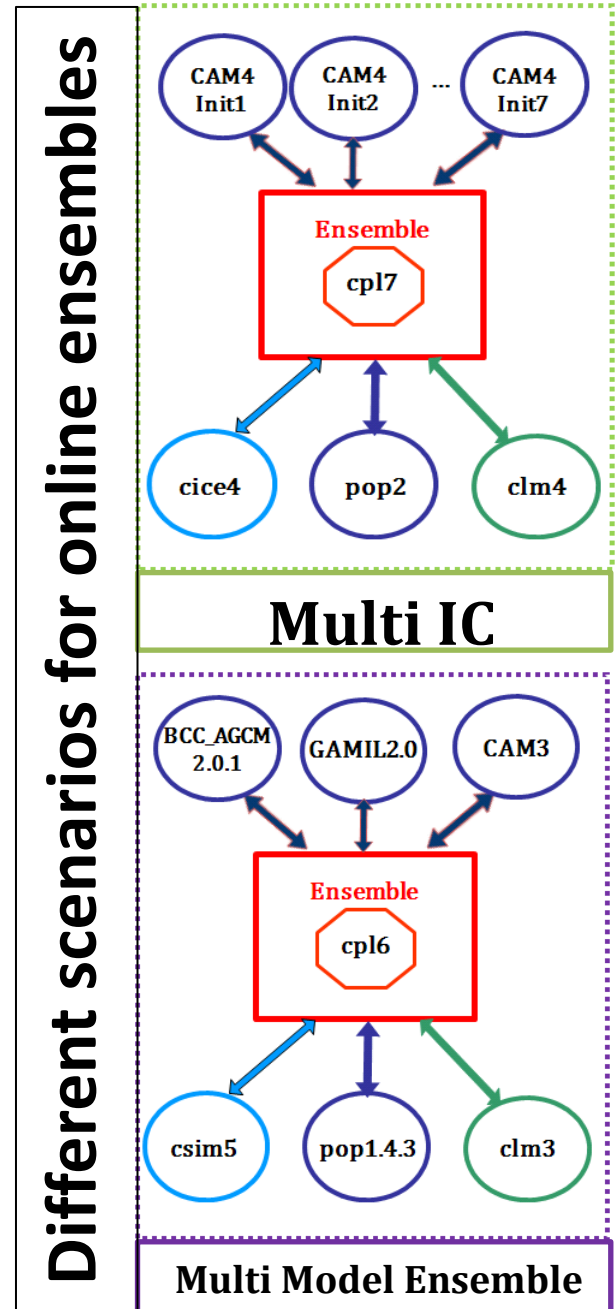 Different scenarios for online ensembles
CAM4
Init1
CAM4
Init2
...
CAM4
Init7
Ensemble
cpl7
cice4
pop2
clm4
Multi IC
BCC_AGCM
2.0.1
GAMIL2.0
CAM3
Ensemble
cpl6
csim5
pop1.4.3
clm3
Multi Model Ensemble